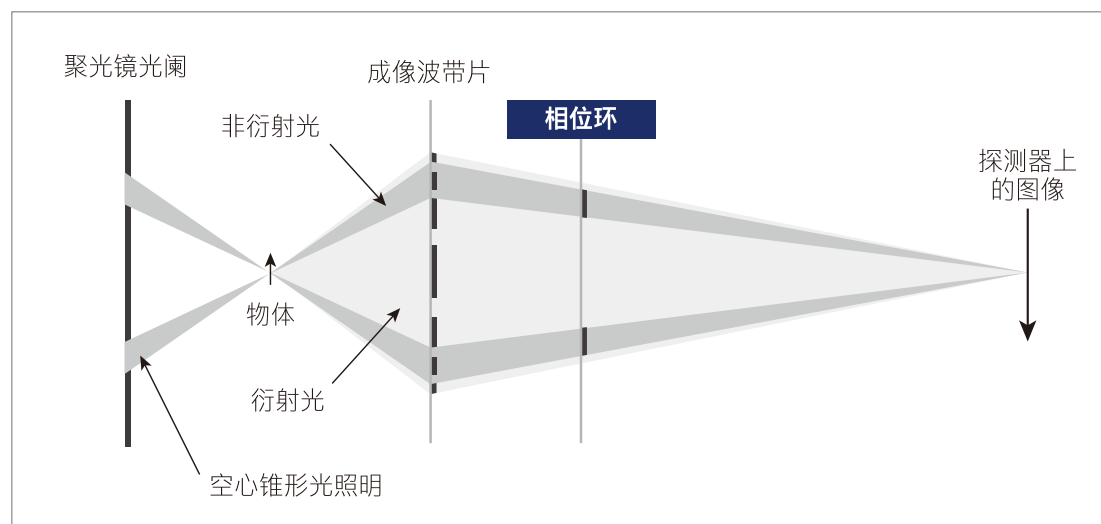 聚光镜光阑
成像波带片
非衍射光
相位环
探测器上
的图像
物体
衍射光
空心锥形光照明